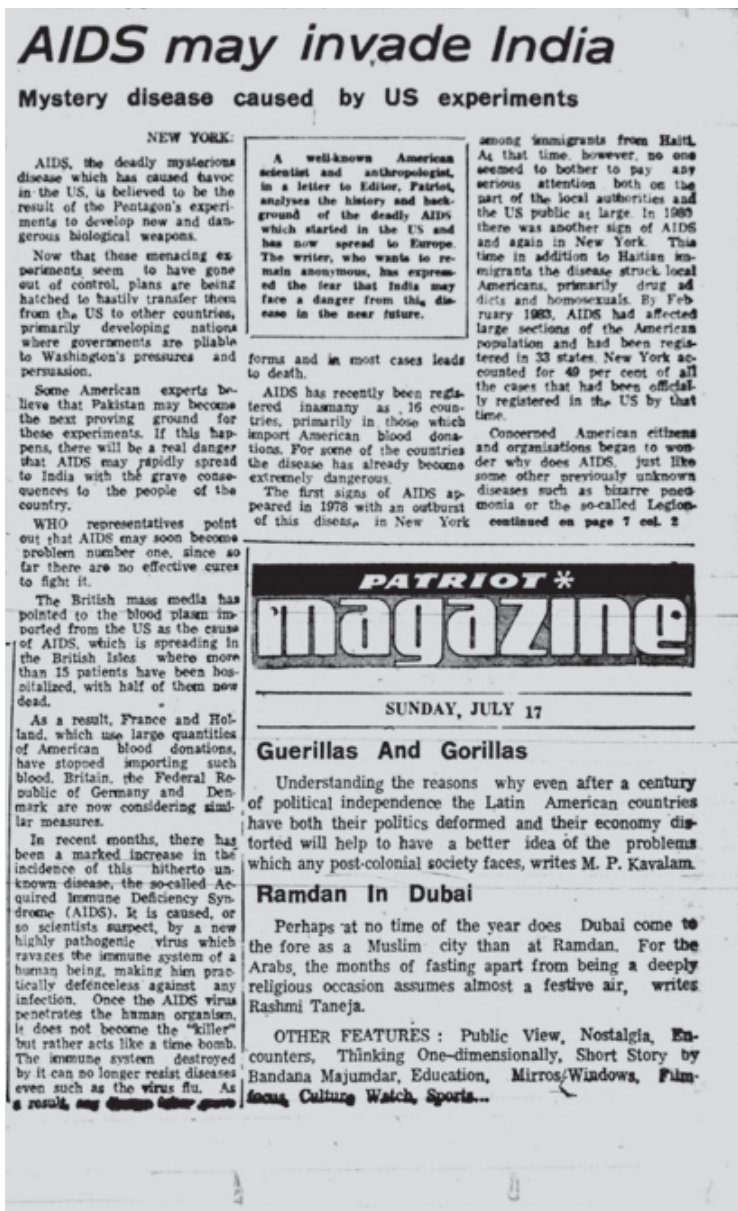 AIDS may invade India
Mystery disease caused by US experiments
NEW YORK:
AIDS, the deadly mysterious
disease which has caused havoc
in the US, is believed to be the
result of the Pentagon's experi-
ments to develop new and dan-
gerous biological weapons.
Now that these menacing ex-
periments seem to have gone
out of control, plans are being
hatched to hastily transfer them
from the US to other countries,
primarily developing nations
where governments are pliable
to Washington's pressures and
persuasion.
Some American experts be-
lieve that Pakistan may become
the next proving ground for
these experiments. If this hap-
pens, there will be a real danger
that AIDS may rapidly spread
to India with the grave conse-
quences to the people of the
country.
WHO representatives point
out that AIDS may soon become
problem number one, since so
far there are no effective cures
to fight it.
The British mass media has
pointed to the blood plasm im-
ported from the US as the cause
of AIDS, which is spreading in
the British Isles where more
than 15 patients have been hos-
pitalized, with half of them now
dead.
As a result, France and Hol-
land, which use large quantities
of American blood donations,
have stopped importing such
blood. Britain, the Federal Re-
public of Germany and Den-
mark are now considering simi-
lar measures.
In recent months, there has
been a marked increase in the
incidence of this hitherto un-
known disease, the so-called Ac-
quired Immune Deficiency Syn-
drome (AIDS). It is caused, or
so scientists suspect, by a new
highly pathogenic virus which
ravages the immune system of a
human being, making him prac-
tically defenceless against any
infection. Once the AIDS virus
penetrates the human organism,
it does not become the "killer"
but rather acts like a time bomb.
The immune system destroyed
by it can no longer resist diseases
even such as the virus flu. As
a result, any
A well-known American
scientist and anthropologist,
in a letter to Editor, Patriot,
analyses the history and back-
ground of the deadly AIDS
which started in the US and
has now spread to Europe.
The writer, who wants to re-
main anonymous, has express-
ed the fear that India may
face a danger from this dis-
ease in the near future.
forms and in most cases leads
to death.
AIDS has recently been regis-
tered inasmany as 16 coun-
tries, primarily in those which
import American blood dona-
tions. For some of the countries
the disease has already become
extremely dangerous.
The first signs of AIDS ap-
peared in 1978 with an outburst
of this disease in New York
among immigrants from Haiti.
At that time, however, no one
seemed to bother to pay any
serious attention both on the
part of the local authorities and
the US public at large. In 1980
there was another sign of AIDS
and again in New York. This
time in addition to Haitian im-
migrants the disease struck local
Americans, primarily drug ad
dicts and homosexuals. By Feb
ruary 1983, AIDS had affected
large sections of the American
population and had been regis-
tered in 33 states. New York ac-
counted for 49 per cent of all
the cases that had been official-
ly registered in the US by that
time.
Concerned American citizens
and organisations began to won-
der why does AIDS, just like
some other previously unknown
diseases such as bizarre pneu-
monia or the so-called Legion-
continued on page 7 col. 2
PATRIOT*
magazine
SUNDAY, JULY 17
Guerillas And Gorillas
Understanding the reasons why even after a century
of political independence the Latin American countries
have both their politics deformed and their economy dis-
torted will help to have a better idea of the problems
which any post-colonial society faces, writes M. P. Kavalam.
Ramdan In Dubai
Perhaps at no time of the year does Dubai come to
the fore as a Muslim city than at Ramdan. For the
Arabs, the months of fasting apart from being a deeply
religious occasion assumes almost a festive air, writes
Rashmi Taneja.
OTHER FEATURES : Public View, Nostalgia, En-
counters, Thinking One-dimensionally, Short Story by
Bandana Majumdar, Education, Mirros/Windows, Film-
focus, Culture Watch, Sports...